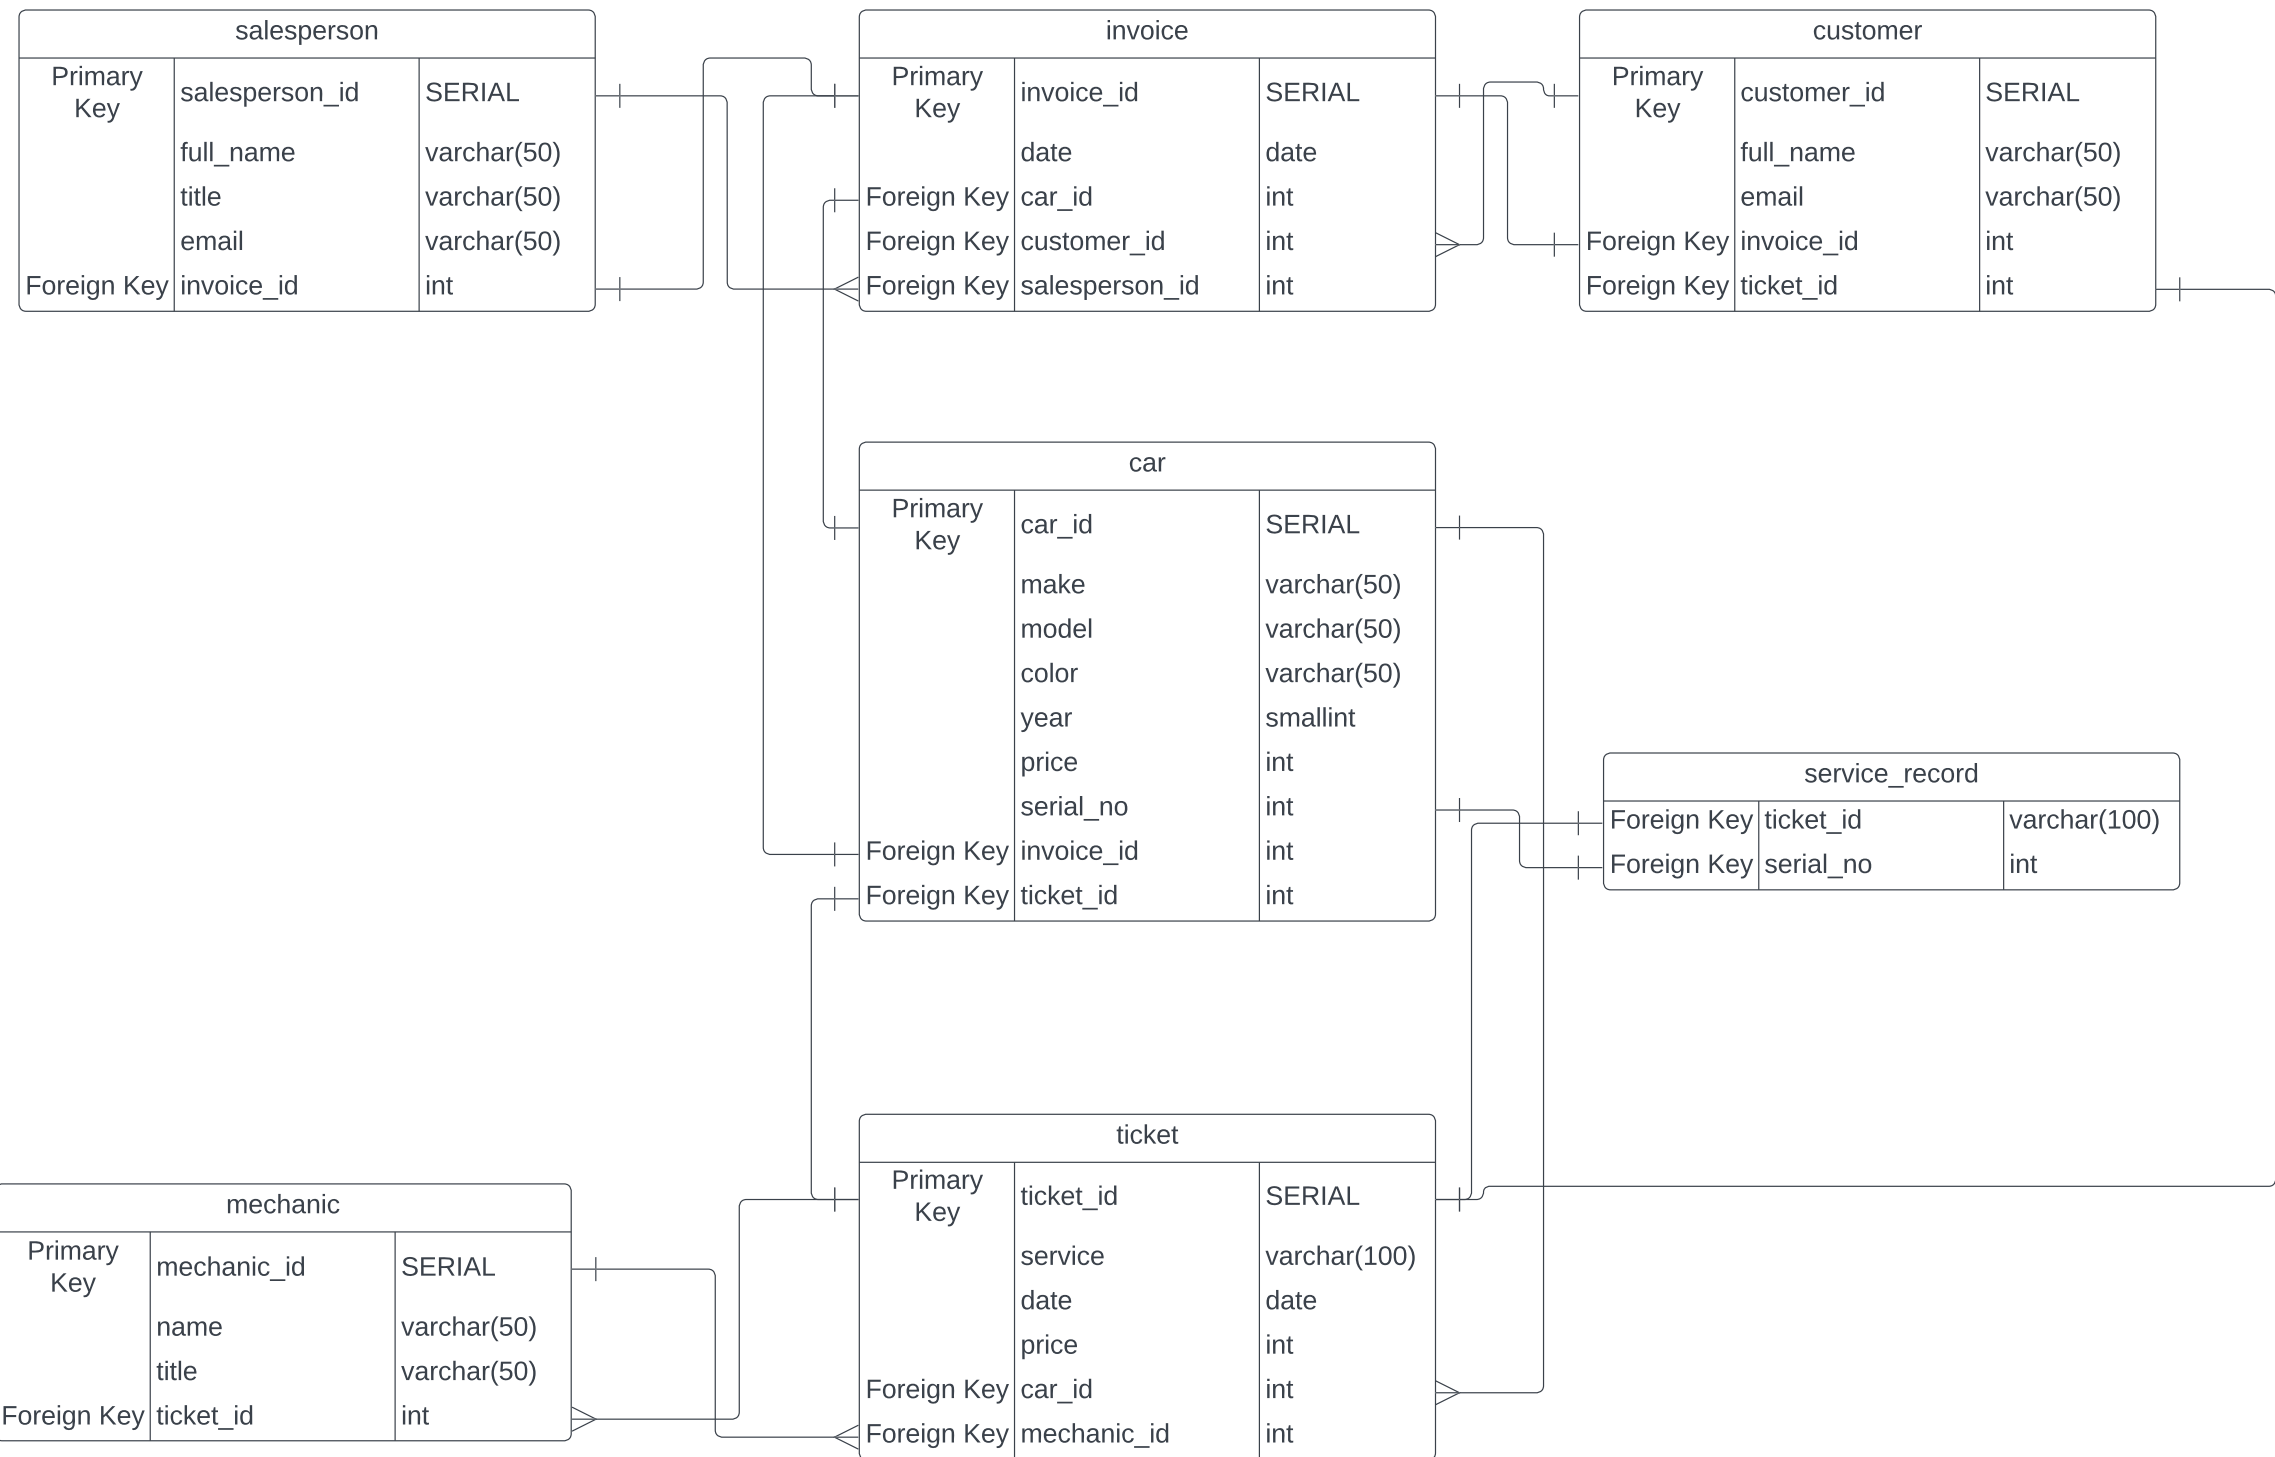 salesperson
Primary
Key
salesperson_id SERIAL
full_name varchar(50)
title varchar(50)
email varchar(50)
Foreign Key invoice_id int
invoice
Primary
Key
invoice_id SERIAL
date date
Foreign Key car_id int
Foreign Key customer_id int
Foreign Key salesperson_id int
customer
Primary
Key
customer_id SERIAL
full_name varchar(50)
email varchar(50)
Foreign Key invoice_id int
Foreign Key ticket_id int
car
Primary
Key
car_id SERIAL
make varchar(50)
model varchar(50)
color varchar(50)
year smallint
price int
serial_no int
Foreign Key invoice_id int
Foreign Key ticket_id int
service_record
Foreign Key ticket_id varchar(100)
Foreign Key serial_no int
mechanic
Primary
Key
mechanic_id SERIAL
name varchar(50)
title varchar(50)
Foreign Key ticket_id int
ticket
Primary
Key
ticket_id SERIAL
service varchar(100)
date date
price int
Foreign Key car_id int
Foreign Key mechanic_id int